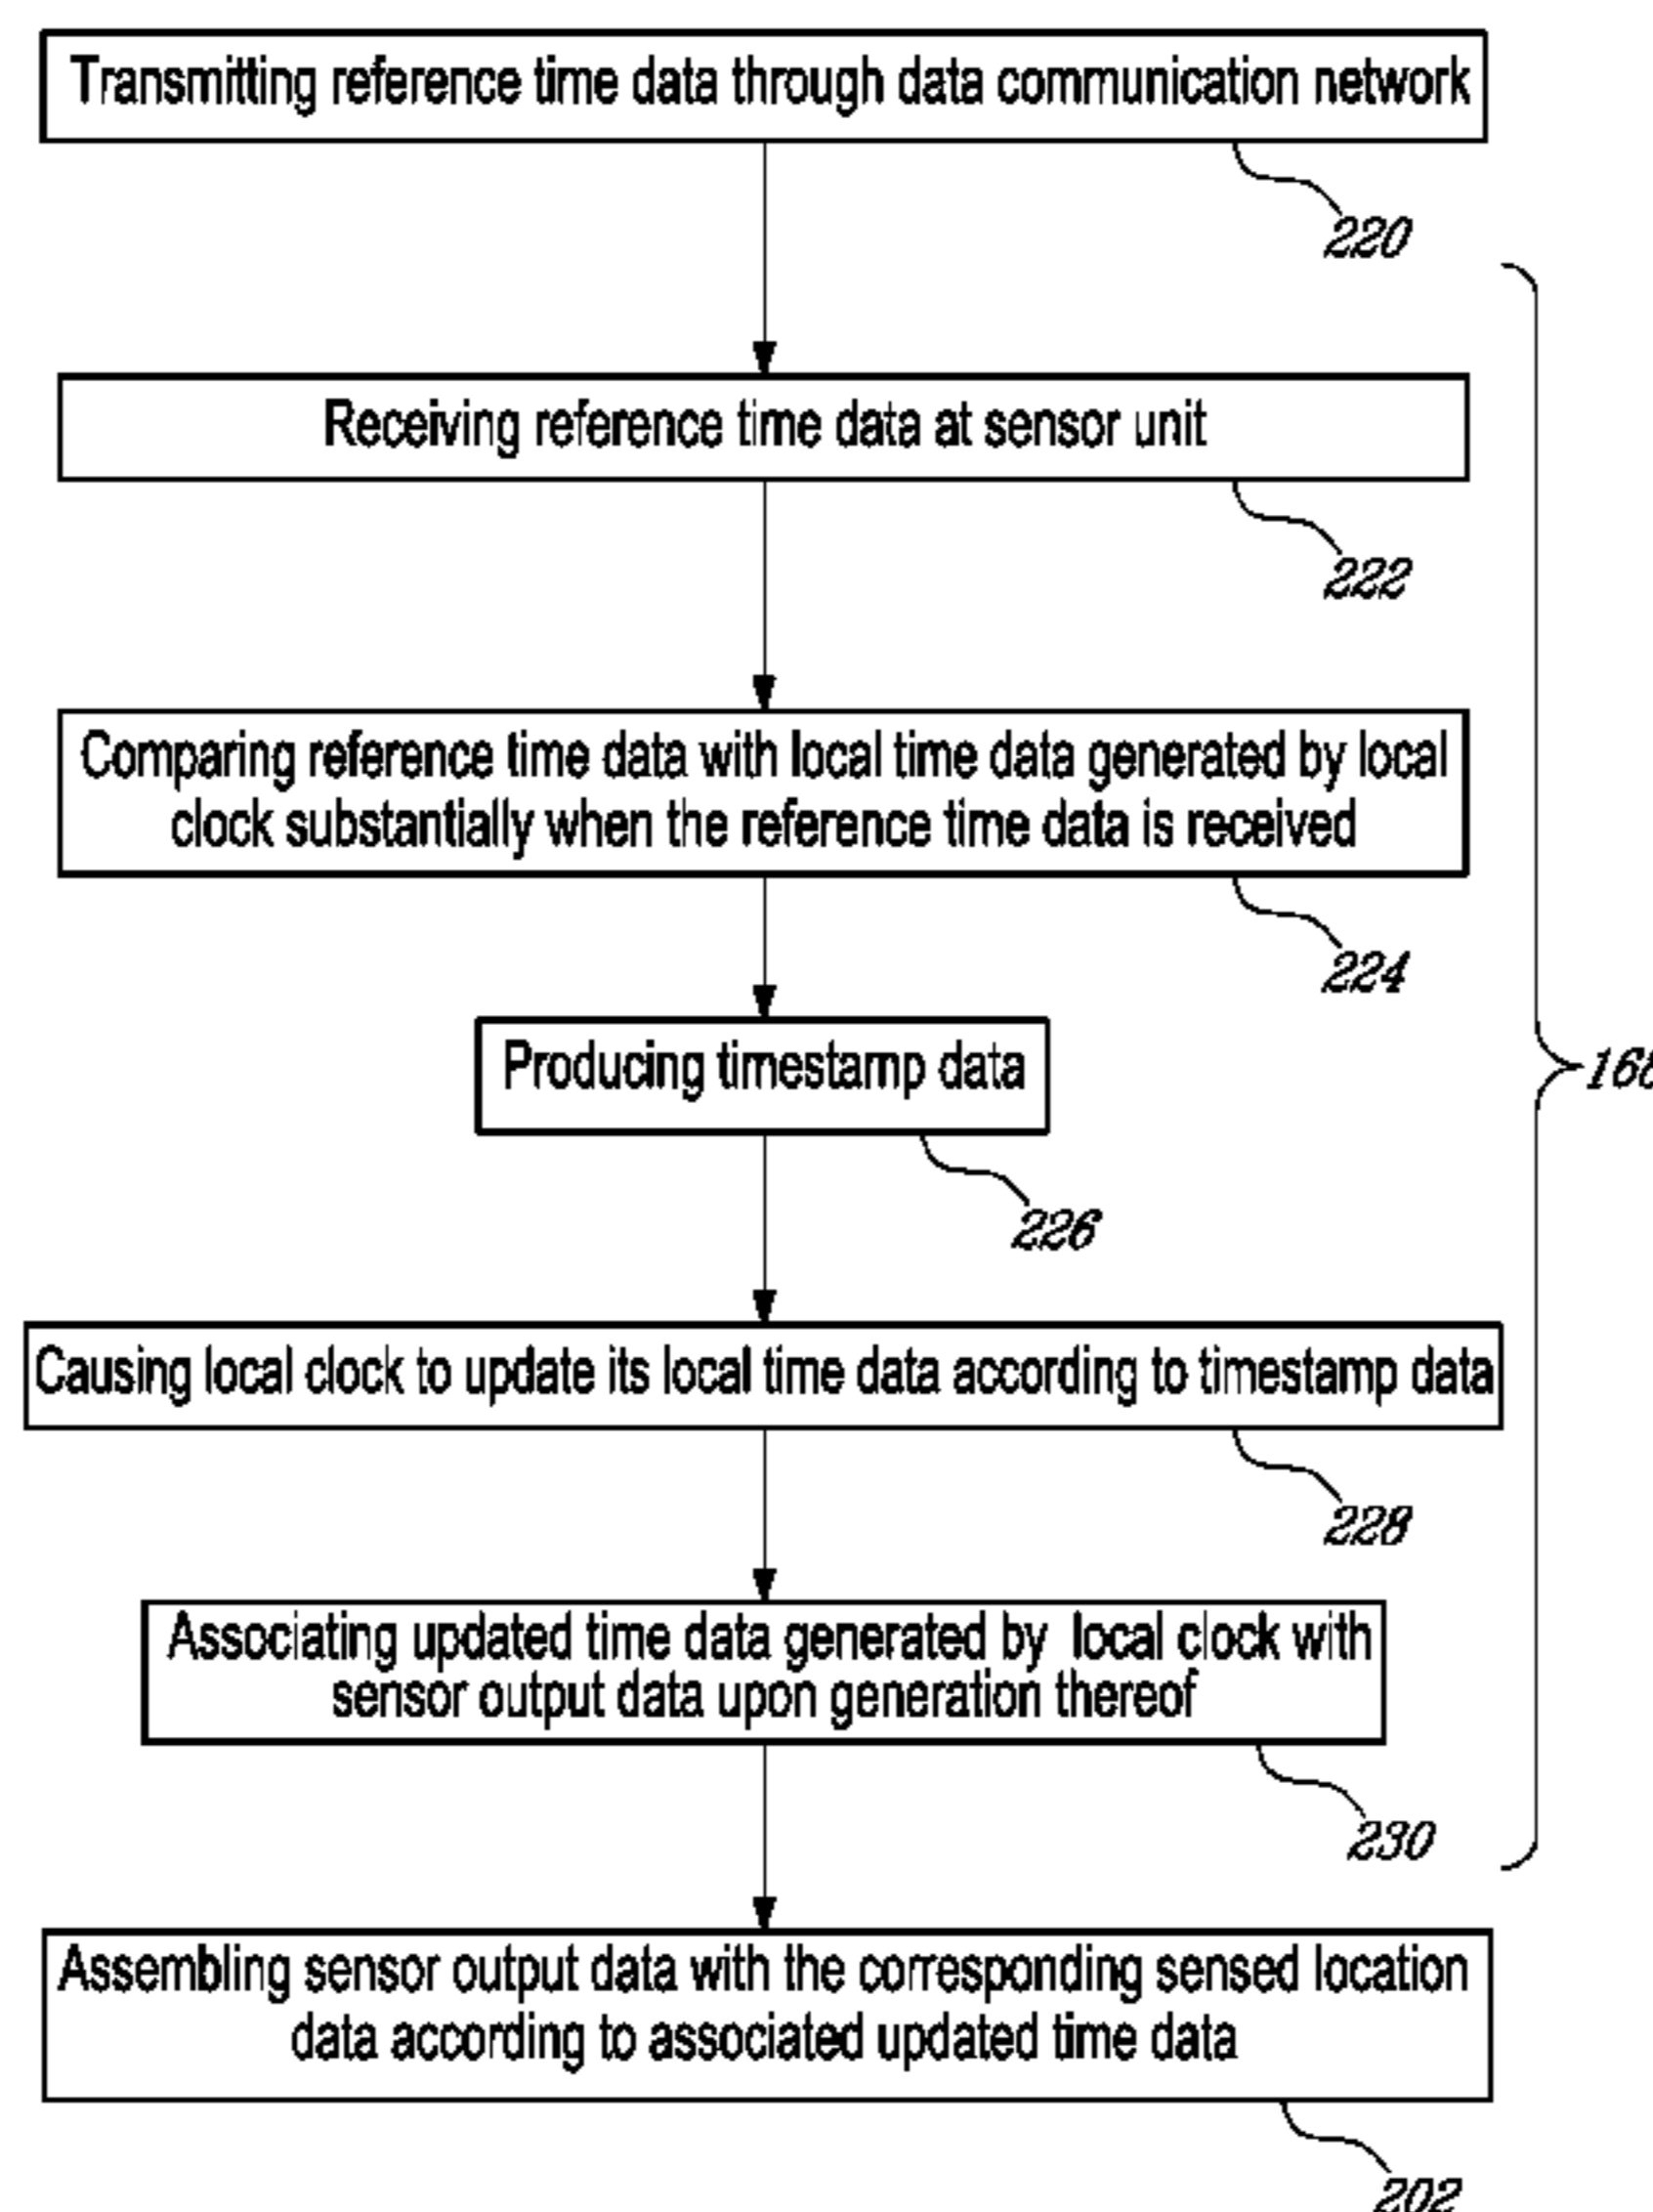 Transmitting reference time data through data communication network
220
Receiving reference time data at sensor unit
222
Comparing reference time data with local time data generated by local
clock substantially when the reference time data is received
224
Producing timestamp data
226
168
Causing local clock to update its local time data according to timestamp data
228
Associating updated time data generated by local clock with
sensor output data upon generation thereof
230
Assembling sensor output data with the corresponding sensed location
data according to associated updated time data
202